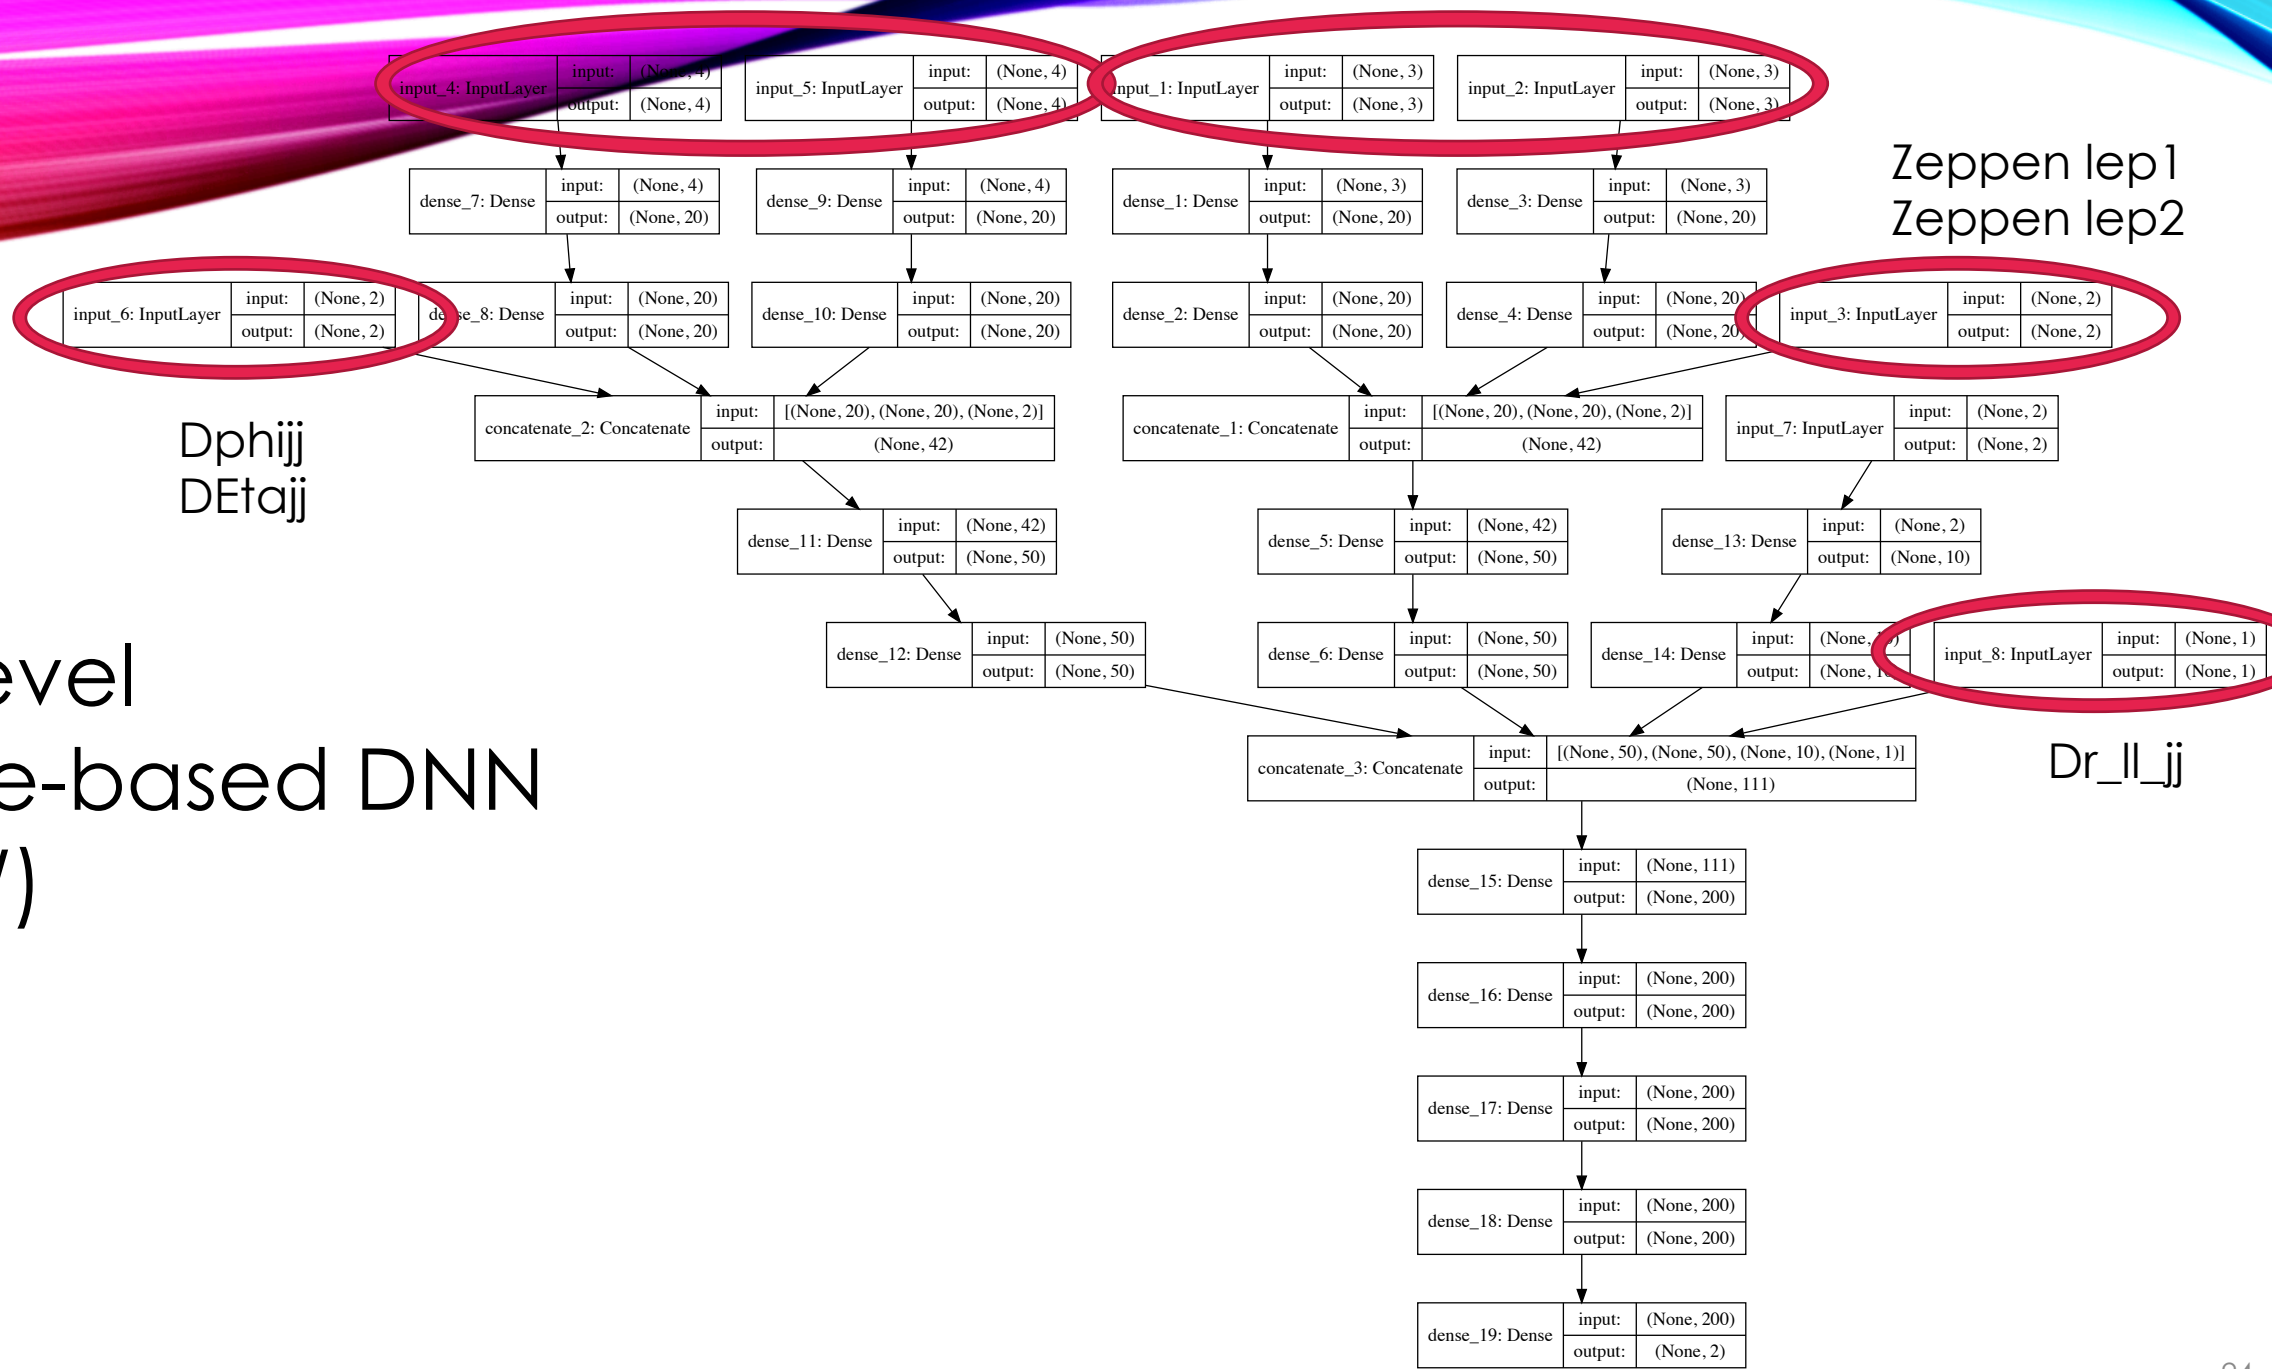 input_4: InputLayer input: (None, 4) output: (None, 4)
input_5: InputLayer input: (None, 4) output: (None, 4)
input_1: InputLayer input: (None, 3) output: (None, 3)
input_2: InputLayer input: (None, 3) output: (None, 3)
Zeppen lep1
Zeppen lep2
dense_7: Dense input: (None, 4) output: (None, 20)
dense_9: Dense input: (None, 4) output: (None, 20)
dense_1: Dense input: (None, 3) output: (None, 20)
dense_3: Dense input: (None, 3) output: (None, 20)
input_6: InputLayer input: (None, 2) output: (None, 2)
dense_8: Dense input: (None, 20) output: (None, 20)
dense_10: Dense input: (None, 20) output: (None, 20)
dense_2: Dense input: (None, 20) output: (None, 20)
dense_4: Dense input: (None, 20) output: (None, 20)
input_3: InputLayer input: (None, 2) output: (None, 2)
Dphijj
DEtajj
concatenate_2: Concatenate input: [(None, 20), (None, 20), (None, 2)] output: (None, 42)
concatenate_1: Concatenate input: [(None, 20), (None, 20), (None, 2)] output: (None, 42)
input_7: InputLayer input: (None, 2) output: (None, 2)
dense_11: Dense input: (None, 42) output: (None, 50)
dense_5: Dense input: (None, 42) output: (None, 50)
dense_13: Dense input: (None, 2) output: (None, 10)
evel
e-based DNN
)
dense_12: Dense input: (None, 50) output: (None, 50)
dense_6: Dense input: (None, 50) output: (None, 50)
dense_14: Dense input: (None, 10) output: (None, 10)
input_8: InputLayer input: (None, 1) output: (None, 1)
concatenate_3: Concatenate input: [(None, 50), (None, 50), (None, 10), (None, 1)] output: (None, 111)
Dr_ll_jj
dense_15: Dense input: (None, 111) output: (None, 200)
dense_16: Dense input: (None, 200) output: (None, 200)
dense_17: Dense input: (None, 200) output: (None, 200)
dense_18: Dense input: (None, 200) output: (None, 200)
dense_19: Dense input: (None, 200) output: (None, 2)